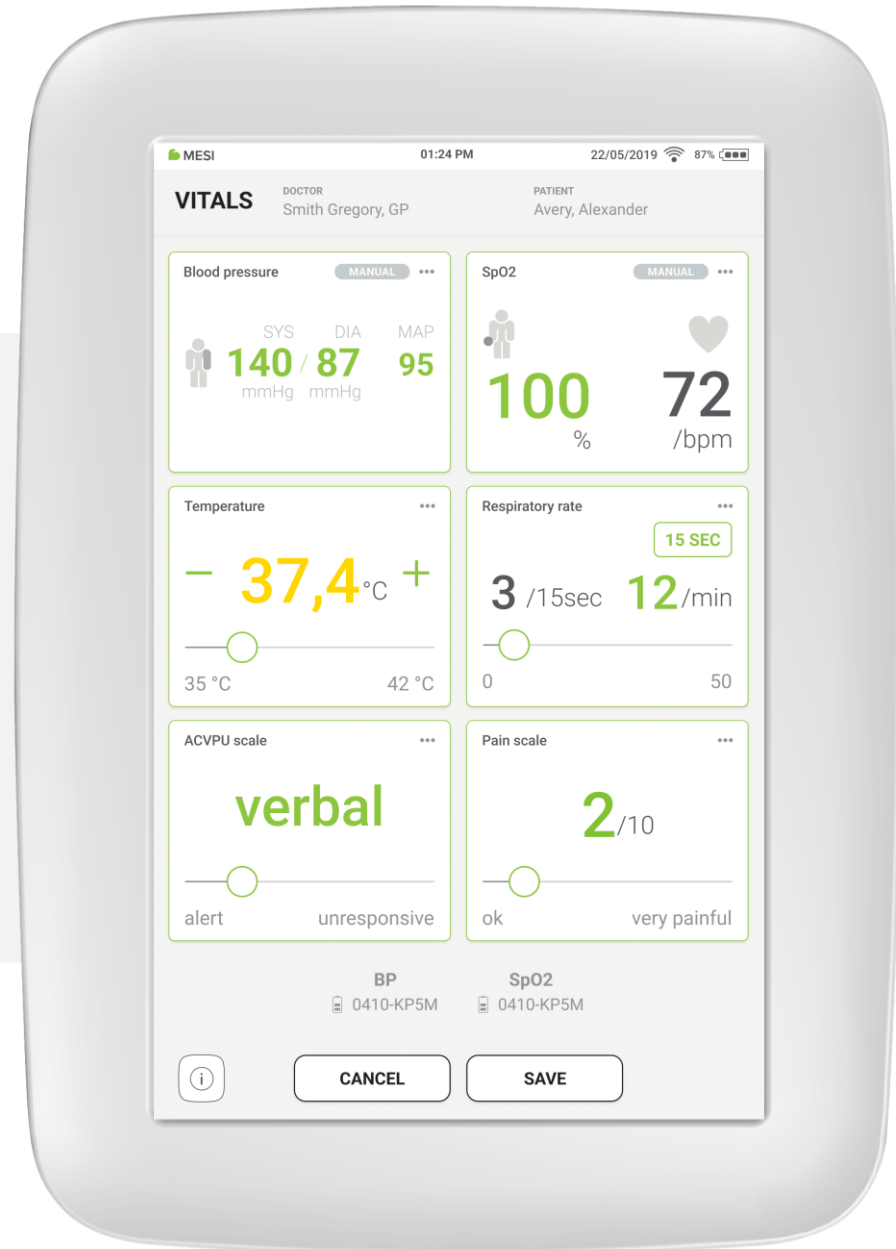 MESI 01:24 PM 22/05/2019 87%
VITALS
DOCTOR
Smith Gregory, GP
PATIENT
Avery, Alexander
Blood pressure MANUAL •••
SYS DIA MAP
140 / 87 95
mmHg mmHg
SpO2 MANUAL •••
100 72
% /bpm
Temperature •••
− 37,4 °C +
35 °C 42 °C
Respiratory rate •••
15 SEC
3 /15sec 12/min
0 50
ACVPU scale •••
verbal
alert unresponsive
Pain scale •••
2/10
ok very painful
BP SpO2
0410-KP5M 0410-KP5M
i CANCEL SAVE